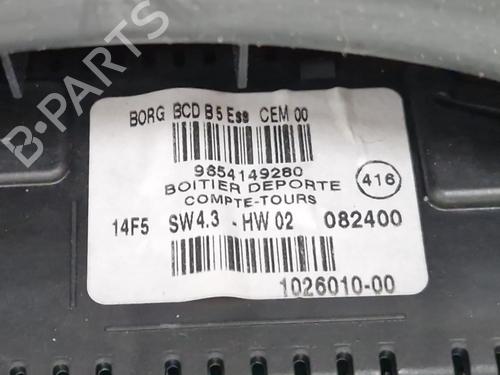 BORG BCD B5 Ess CEM 00
9654149280
BOITIER DEPORTE
COMPTE-TOURS
416
14F5 SW4.3 - HW 02 082400
1026010-00
B-PARTS